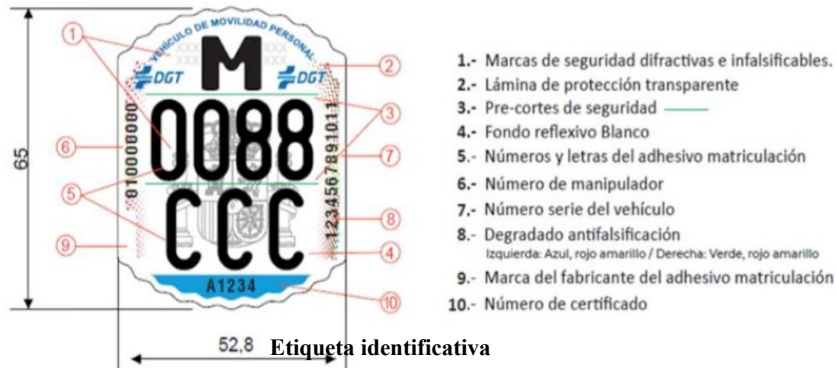 VEHÍCULO DE MOVILIDAD PERSONAL
XXX XXX
XXX XXX
M
DGT DGT
0088
CCC
010000000
1234567891011
A1234
1
2
3
6
7
5
8
9
4
10
65
52,8
1.- Marcas de seguridad difractivas e infalsificables.
2.- Lámina de protección transparente
3.- Pre-cortes de seguridad
4.- Fondo reflexivo Blanco
5.- Números y letras del adhesivo matriculación
6.- Número de manipulador
7.- Número serie del vehículo
8.- Degradado antifalsificación
Izquierda: Azul, rojo amarillo / Derecha: Verde, rojo amarillo
9.- Marca del fabricante del adhesivo matriculación
10.- Número de certificado
Etiqueta identificativa